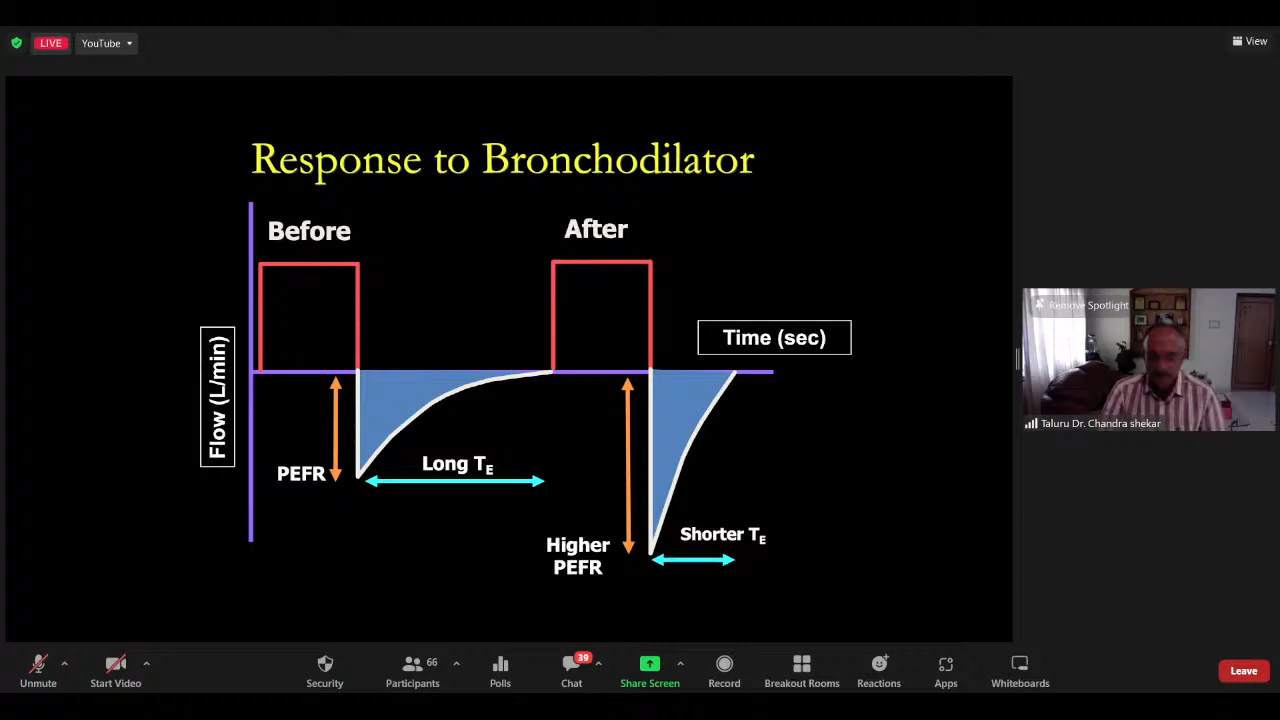 LIVE
YouTube
View
Response to Bronchodilator
Before
After
Time (sec)
Flow (L/min)
PEFR
Long TE
Higher
PEFR
Shorter TE
Remove Spotlight
Taluru Dr. Chandra shekar
Unmute
Start Video
Security
66
Participants
Polls
39
Chat
Share Screen
Record
Breakout Rooms
Reactions
Apps
Whiteboards
Leave